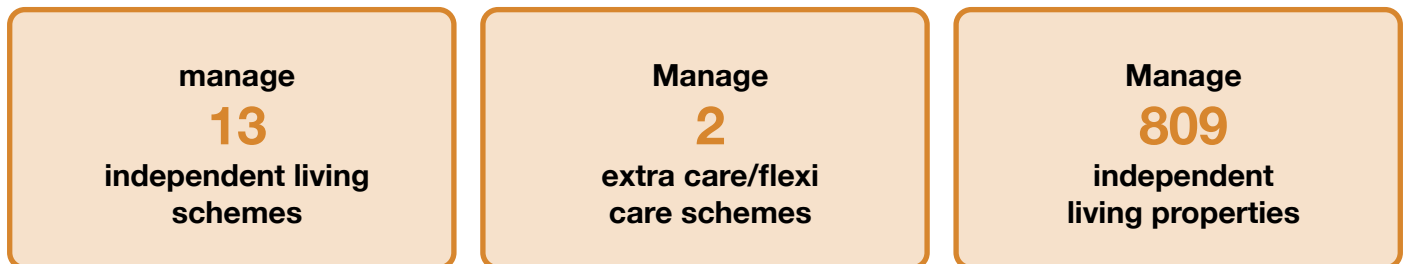 manage
13
independent living
schemes
Manage
2
extra care/flexi
care schemes
Manage
809
independent
living properties